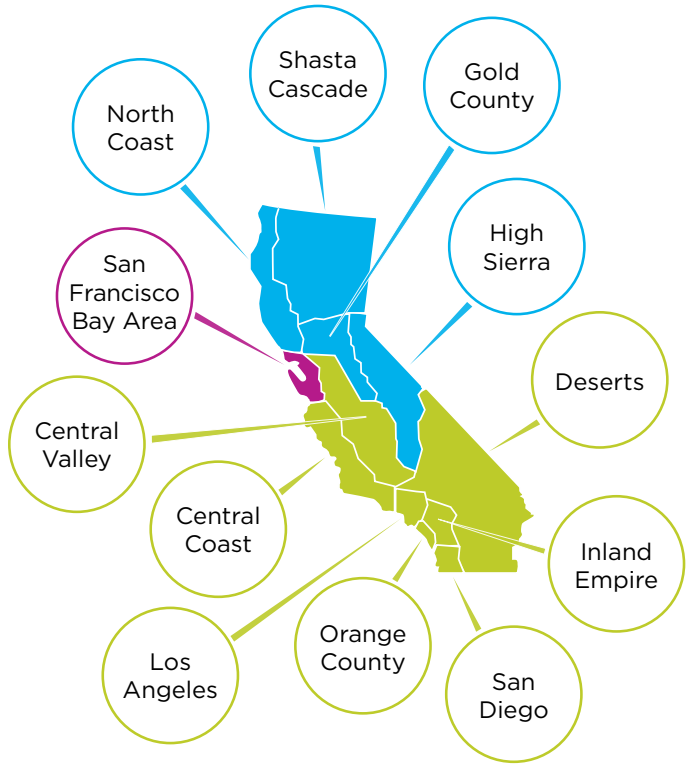 Shasta
Cascade
Gold
County
North
Coast
High
Sierra
San
Francisco
Bay Area
Deserts
Central
Valley
Central
Coast
Inland
Empire
Orange
County
Los
Angeles
San
Diego